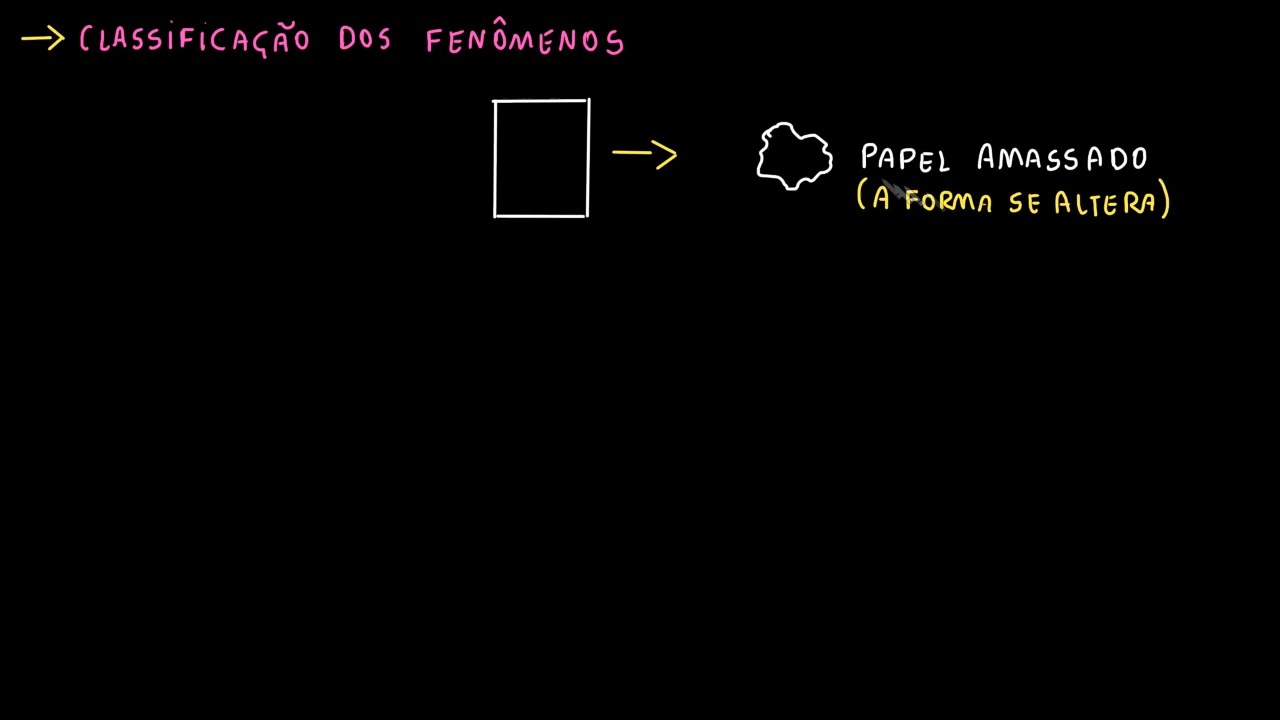 → CLASSIFICAÇÃO DOS FENÔMENOS
PAPEL AMASSADO
(A FORMA SE ALTERA)